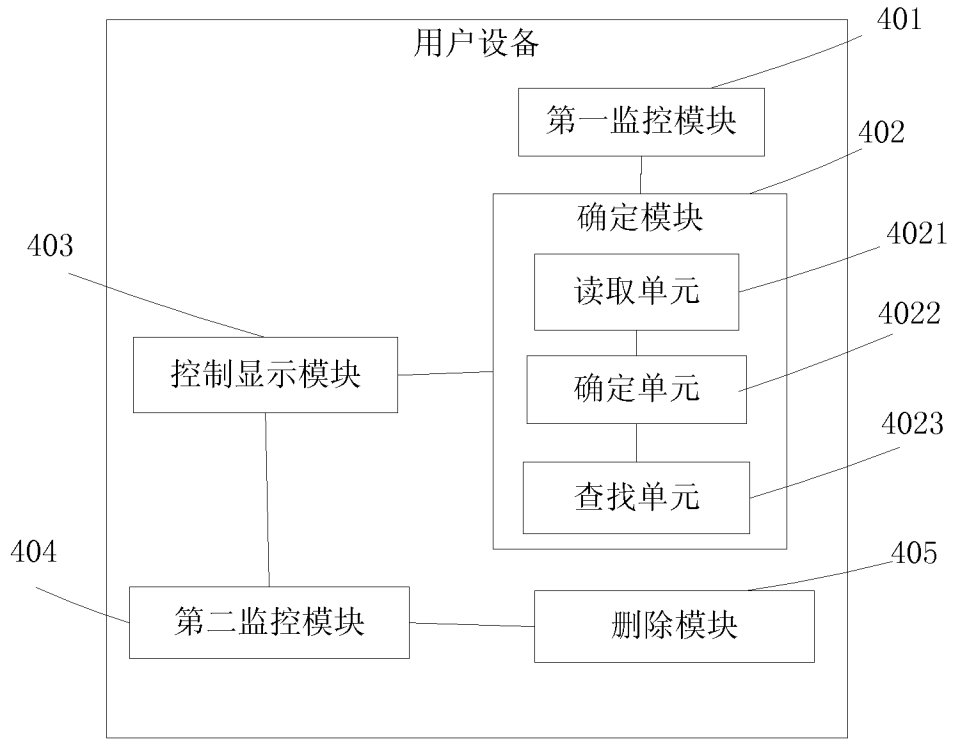 401
用户设备
第一监控模块
402
确定模块
403
4021
读取单元
4022
控制显示模块
确定单元
4023
查找单元
404
405
第二监控模块
删除模块